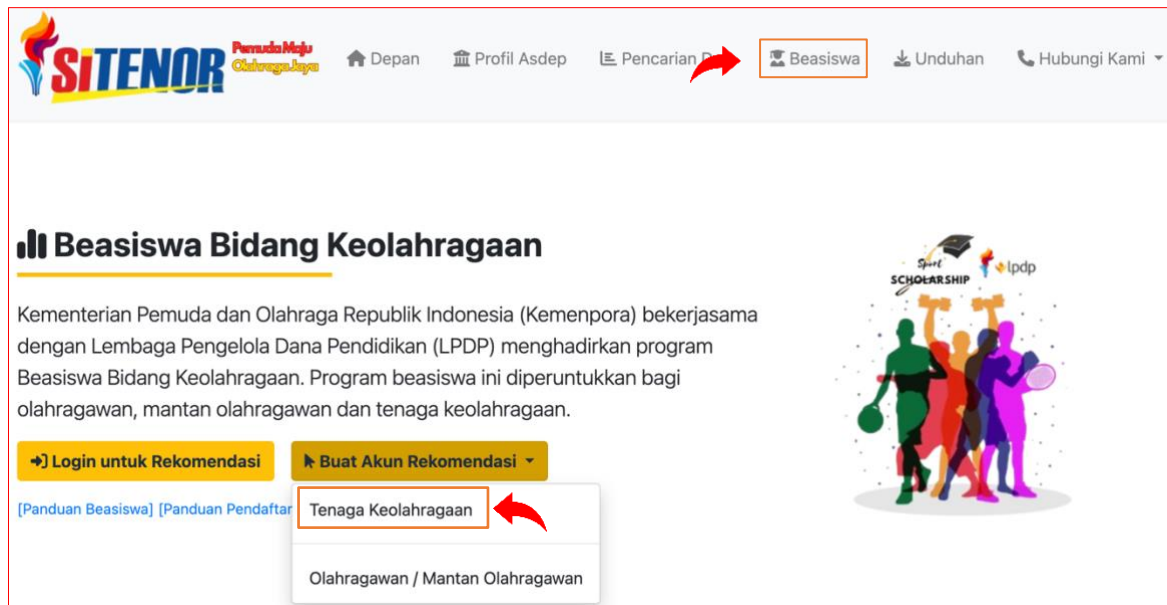 SiTENOR
Pemuda Maju
Olahraga Jaya
Depan
Profil Asdep
Pencarian
Beasiswa
Unduhan
Hubungi Kami
Beasiswa Bidang Keolahragaan
Sport
SCHOLARSHIP
lpdp
Kementerian Pemuda dan Olahraga Republik Indonesia (Kemenpora) bekerjasama
dengan Lembaga Pengelola Dana Pendidikan (LPDP) menghadirkan program
Beasiswa Bidang Keolahragaan. Program beasiswa ini diperuntukkan bagi
olahragawan, mantan olahragawan dan tenaga keolahragaan.
Login untuk Rekomendasi
Buat Akun Rekomendasi
[Panduan Beasiswa] [Panduan Pendaftar
Tenaga Keolahragaan
Olahragawan / Mantan Olahragawan